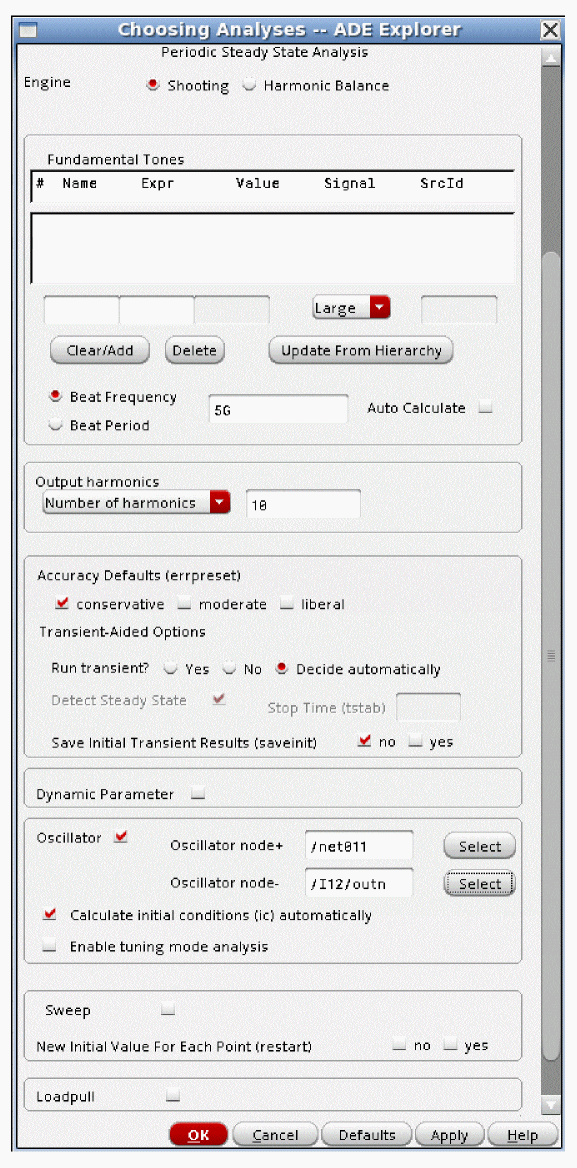 Choosing Analyses -- ADE Explorer
Periodic Steady State Analysis
Engine Shooting Harmonic Balance
Fundamental Tones
# Name Expr Value Signal SrcId
Large
Clear/Add Delete Update From Hierarchy
Beat Frequency 5G Auto Calculate
Beat Period
Output harmonics
Number of harmonics 10
Accuracy Defaults (errpreset)
conservative moderate liberal
Transient-Aided Options
Run transient? Yes No Decide automatically
Detect Steady State Stop Time (tstab)
Save Initial Transient Results (saveinit) no yes
Dynamic Parameter
Oscillator Oscillator node+ /net011 Select
Oscillator node- /I12/outn Select
Calculate initial conditions (ic) automatically
Enable tuning mode analysis
Sweep
New Initial Value For Each Point (restart) no yes
Loadpull
OK Cancel Defaults Apply Help